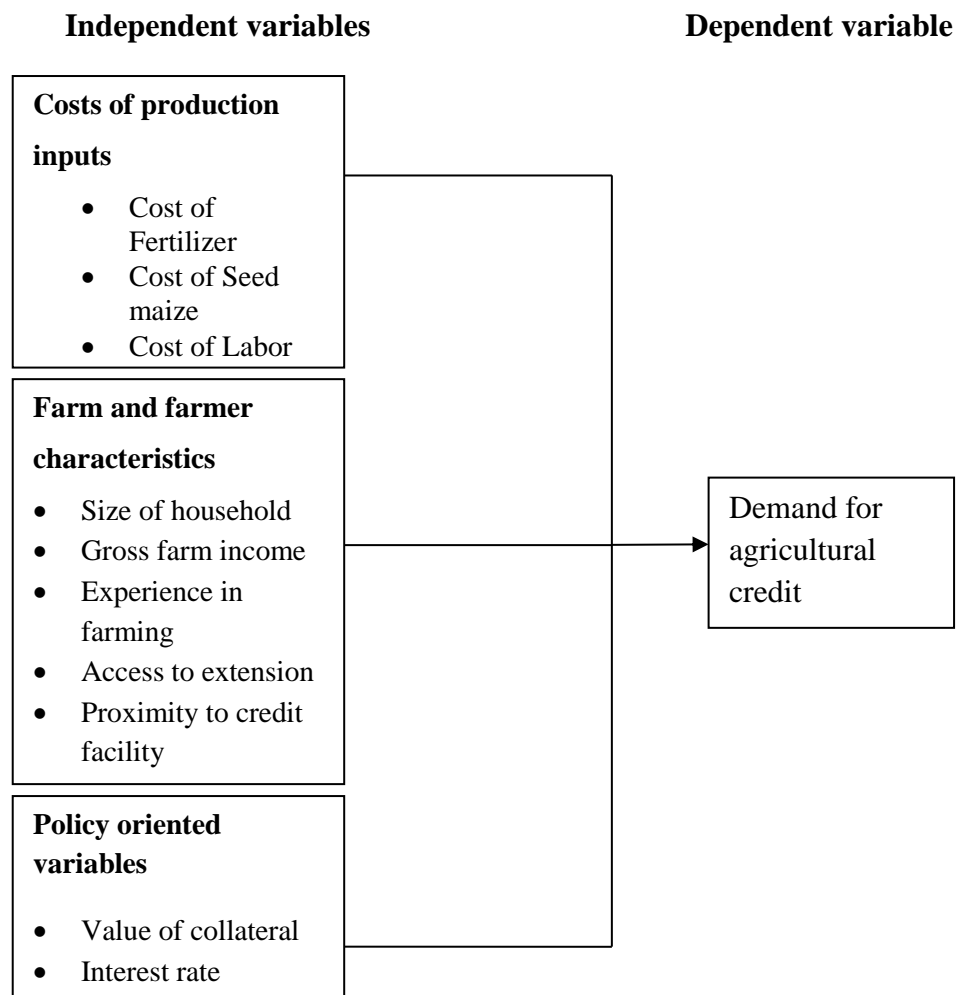 Independent variables
Dependent variable
Costs of production
inputs
• Cost of
Fertilizer
• Cost of Seed
maize
• Cost of Labor
Farm and farmer
characteristics
• Size of household
• Gross farm income
• Experience in
farming
• Access to extension
• Proximity to credit
facility
Policy oriented
variables
• Value of collateral
• Interest rate
Demand for
agricultural
credit